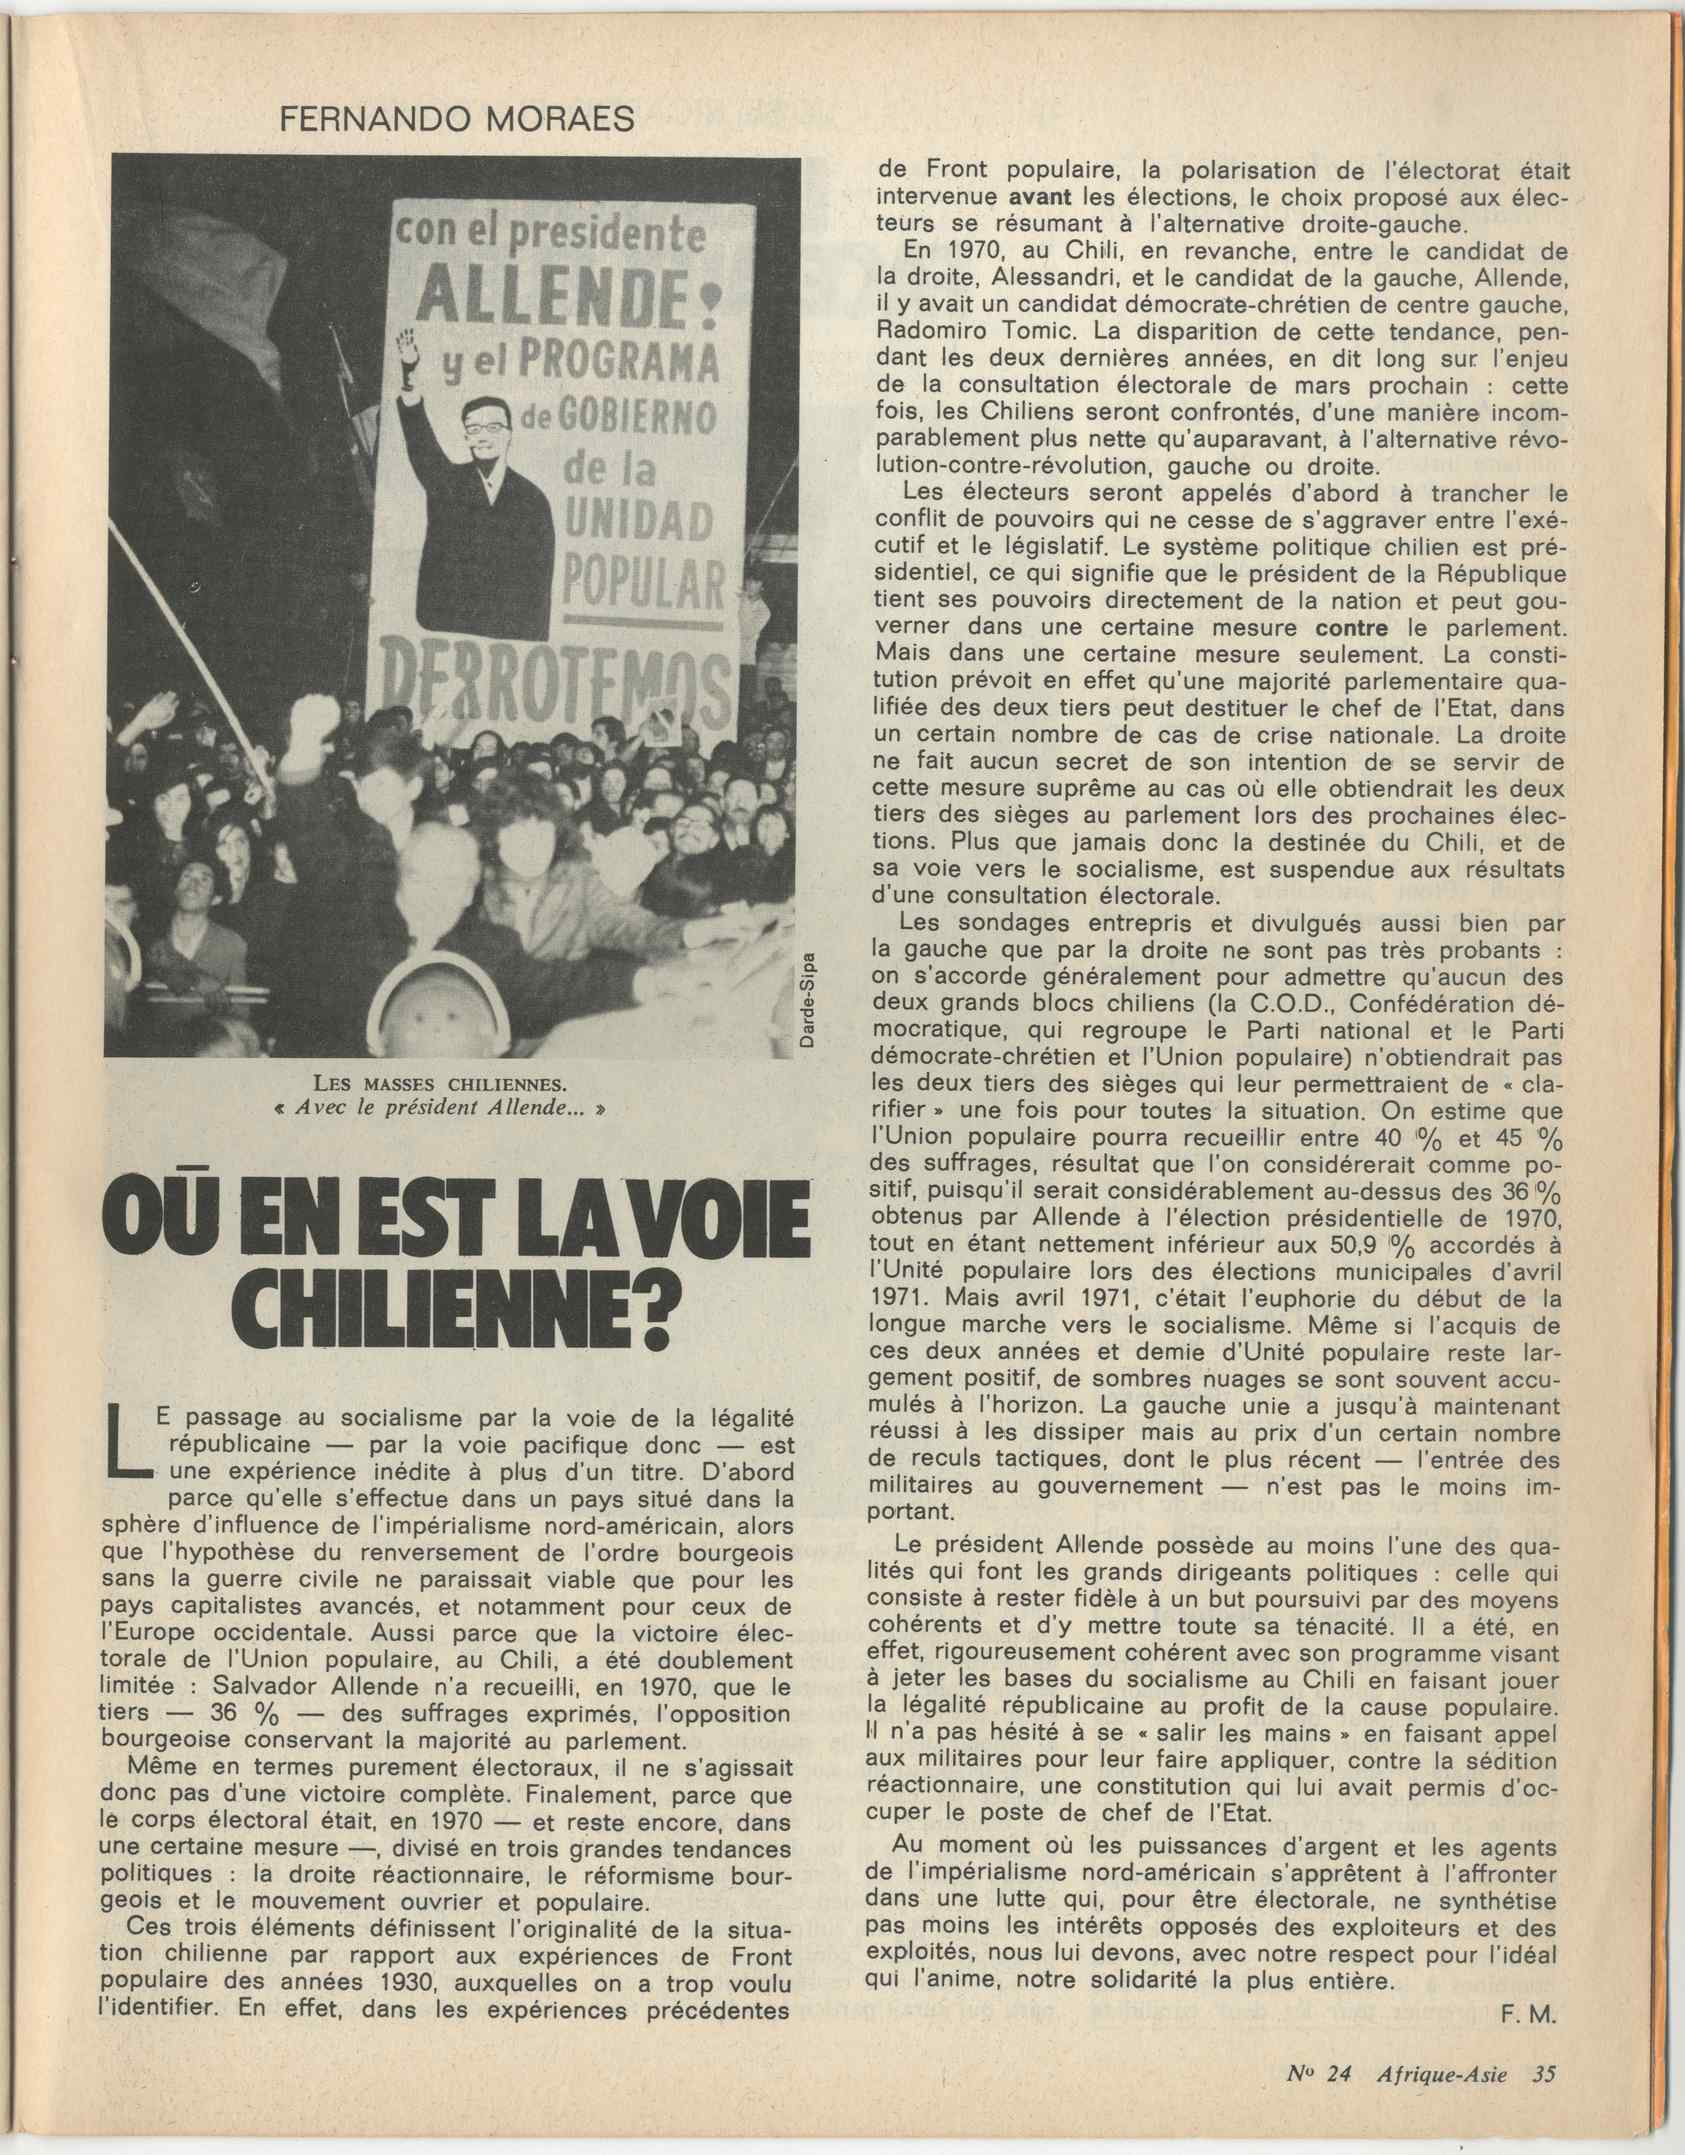 FERNANDO MORAES
con el presidente
ALLENDE!
y el PROGRAMA
de GOBIERNO
de la
UNIDAD
POPULAR
DERROTEMOS
Darde-Sipa
LES MASSES CHILIENNES.
« Avec le président Allende... »
OÙ EN EST LA VOIE
CHILIENNE?
LE passage au socialisme par la voie de la légalité
républicaine — par la voie pacifique donc — est
une expérience inédite à plus d'un titre. D'abord
parce qu'elle s'effectue dans un pays situé dans la
sphère d'influence de l'impérialisme nord-américain, alors
que l'hypothèse du renversement de l'ordre bourgeois
sans la guerre civile ne paraissait viable que pour les
pays capitalistes avancés, et notamment pour ceux de
l'Europe occidentale. Aussi parce que la victoire élec-
torale de l'Union populaire, au Chili, a été doublement
limitée : Salvador Allende n'a recueilli, en 1970, que le
tiers — 36 % — des suffrages exprimés, l'opposition
bourgeoise conservant la majorité au parlement.
Même en termes purement électoraux, il ne s'agissait
donc pas d'une victoire complète. Finalement, parce que
le corps électoral était, en 1970 — et reste encore, dans
une certaine mesure —, divisé en trois grandes tendances
politiques : la droite réactionnaire, le réformisme bour-
geois et le mouvement ouvrier et populaire.
Ces trois éléments définissent l'originalité de la situa-
tion chilienne par rapport aux expériences de Front
populaire des années 1930, auxquelles on a trop voulu
l'identifier. En effet, dans les expériences précédentes
de Front populaire, la polarisation de l'électorat était
intervenue avant les élections, le choix proposé aux élec-
teurs se résumant à l'alternative droite-gauche.
En 1970, au Chili, en revanche, entre le candidat de
la droite, Alessandri, et le candidat de la gauche, Allende,
il y avait un candidat démocrate-chrétien de centre gauche,
Radomiro Tomic. La disparition de cette tendance, pen-
dant les deux dernières années, en dit long sur l'enjeu
de la consultation électorale de mars prochain : cette
fois, les Chiliens seront confrontés, d'une manière incom-
parablement plus nette qu'auparavant, à l'alternative révo-
lution-contre-révolution, gauche ou droite.
Les électeurs seront appelés d'abord à trancher le
conflit de pouvoirs qui ne cesse de s'aggraver entre l'exé-
cutif et le législatif. Le système politique chilien est pré-
sidentiel, ce qui signifie que le président de la République
tient ses pouvoirs directement de la nation et peut gou-
verner dans une certaine mesure contre le parlement.
Mais dans une certaine mesure seulement. La consti-
tution prévoit en effet qu'une majorité parlementaire qua-
lifiée des deux tiers peut destituer le chef de l'Etat, dans
un certain nombre de cas de crise nationale. La droite
ne fait aucun secret de son intention de se servir de
cette mesure suprême au cas où elle obtiendrait les deux
tiers des sièges au parlement lors des prochaines élec-
tions. Plus que jamais donc la destinée du Chili, et de
sa voie vers le socialisme, est suspendue aux résultats
d'une consultation électorale.
Les sondages entrepris et divulgués aussi bien par
la gauche que par la droite ne sont pas très probants :
on s'accorde généralement pour admettre qu'aucun des
deux grands blocs chiliens (la C.O.D., Confédération dé-
mocratique, qui regroupe le Parti national et le Parti
démocrate-chrétien et l'Union populaire) n'obtiendrait pas
les deux tiers des sièges qui leur permettraient de « cla-
rifier » une fois pour toutes la situation. On estime que
l'Union populaire pourra recueillir entre 40 % et 45 %
des suffrages, résultat que l'on considérerait comme po-
sitif, puisqu'il serait considérablement au-dessus des 36 %
obtenus par Allende à l'élection présidentielle de 1970,
tout en étant nettement inférieur aux 50,9 % accordés à
l'Unité populaire lors des élections municipales d'avril
1971. Mais avril 1971, c'était l'euphorie du début de la
longue marche vers le socialisme. Même si l'acquis de
ces deux années et demie d'Unité populaire reste lar-
gement positif, de sombres nuages se sont souvent accu-
mulés à l'horizon. La gauche unie a jusqu'à maintenant
réussi à les dissiper mais au prix d'un certain nombre
de reculs tactiques, dont le plus récent — l'entrée des
militaires au gouvernement — n'est pas le moins im-
portant.
Le président Allende possède au moins l'une des qua-
lités qui font les grands dirigeants politiques : celle qui
consiste à rester fidèle à un but poursuivi par des moyens
cohérents et d'y mettre toute sa ténacité. Il a été, en
effet, rigoureusement cohérent avec son programme visant
à jeter les bases du socialisme au Chili en faisant jouer
la légalité républicaine au profit de la cause populaire.
Il n'a pas hésité à se « salir les mains » en faisant appel
aux militaires pour leur faire appliquer, contre la sédition
réactionnaire, une constitution qui lui avait permis d'oc-
cuper le poste de chef de l'Etat.
Au moment où les puissances d'argent et les agents
de l'impérialisme nord-américain s'apprêtent à l'affronter
dans une lutte qui, pour être électorale, ne synthétise
pas moins les intérêts opposés des exploiteurs et des
exploités, nous lui devons, avec notre respect pour l'idéal
qui l'anime, notre solidarité la plus entière.
F. M.
Nº 24 Afrique-Asie 35